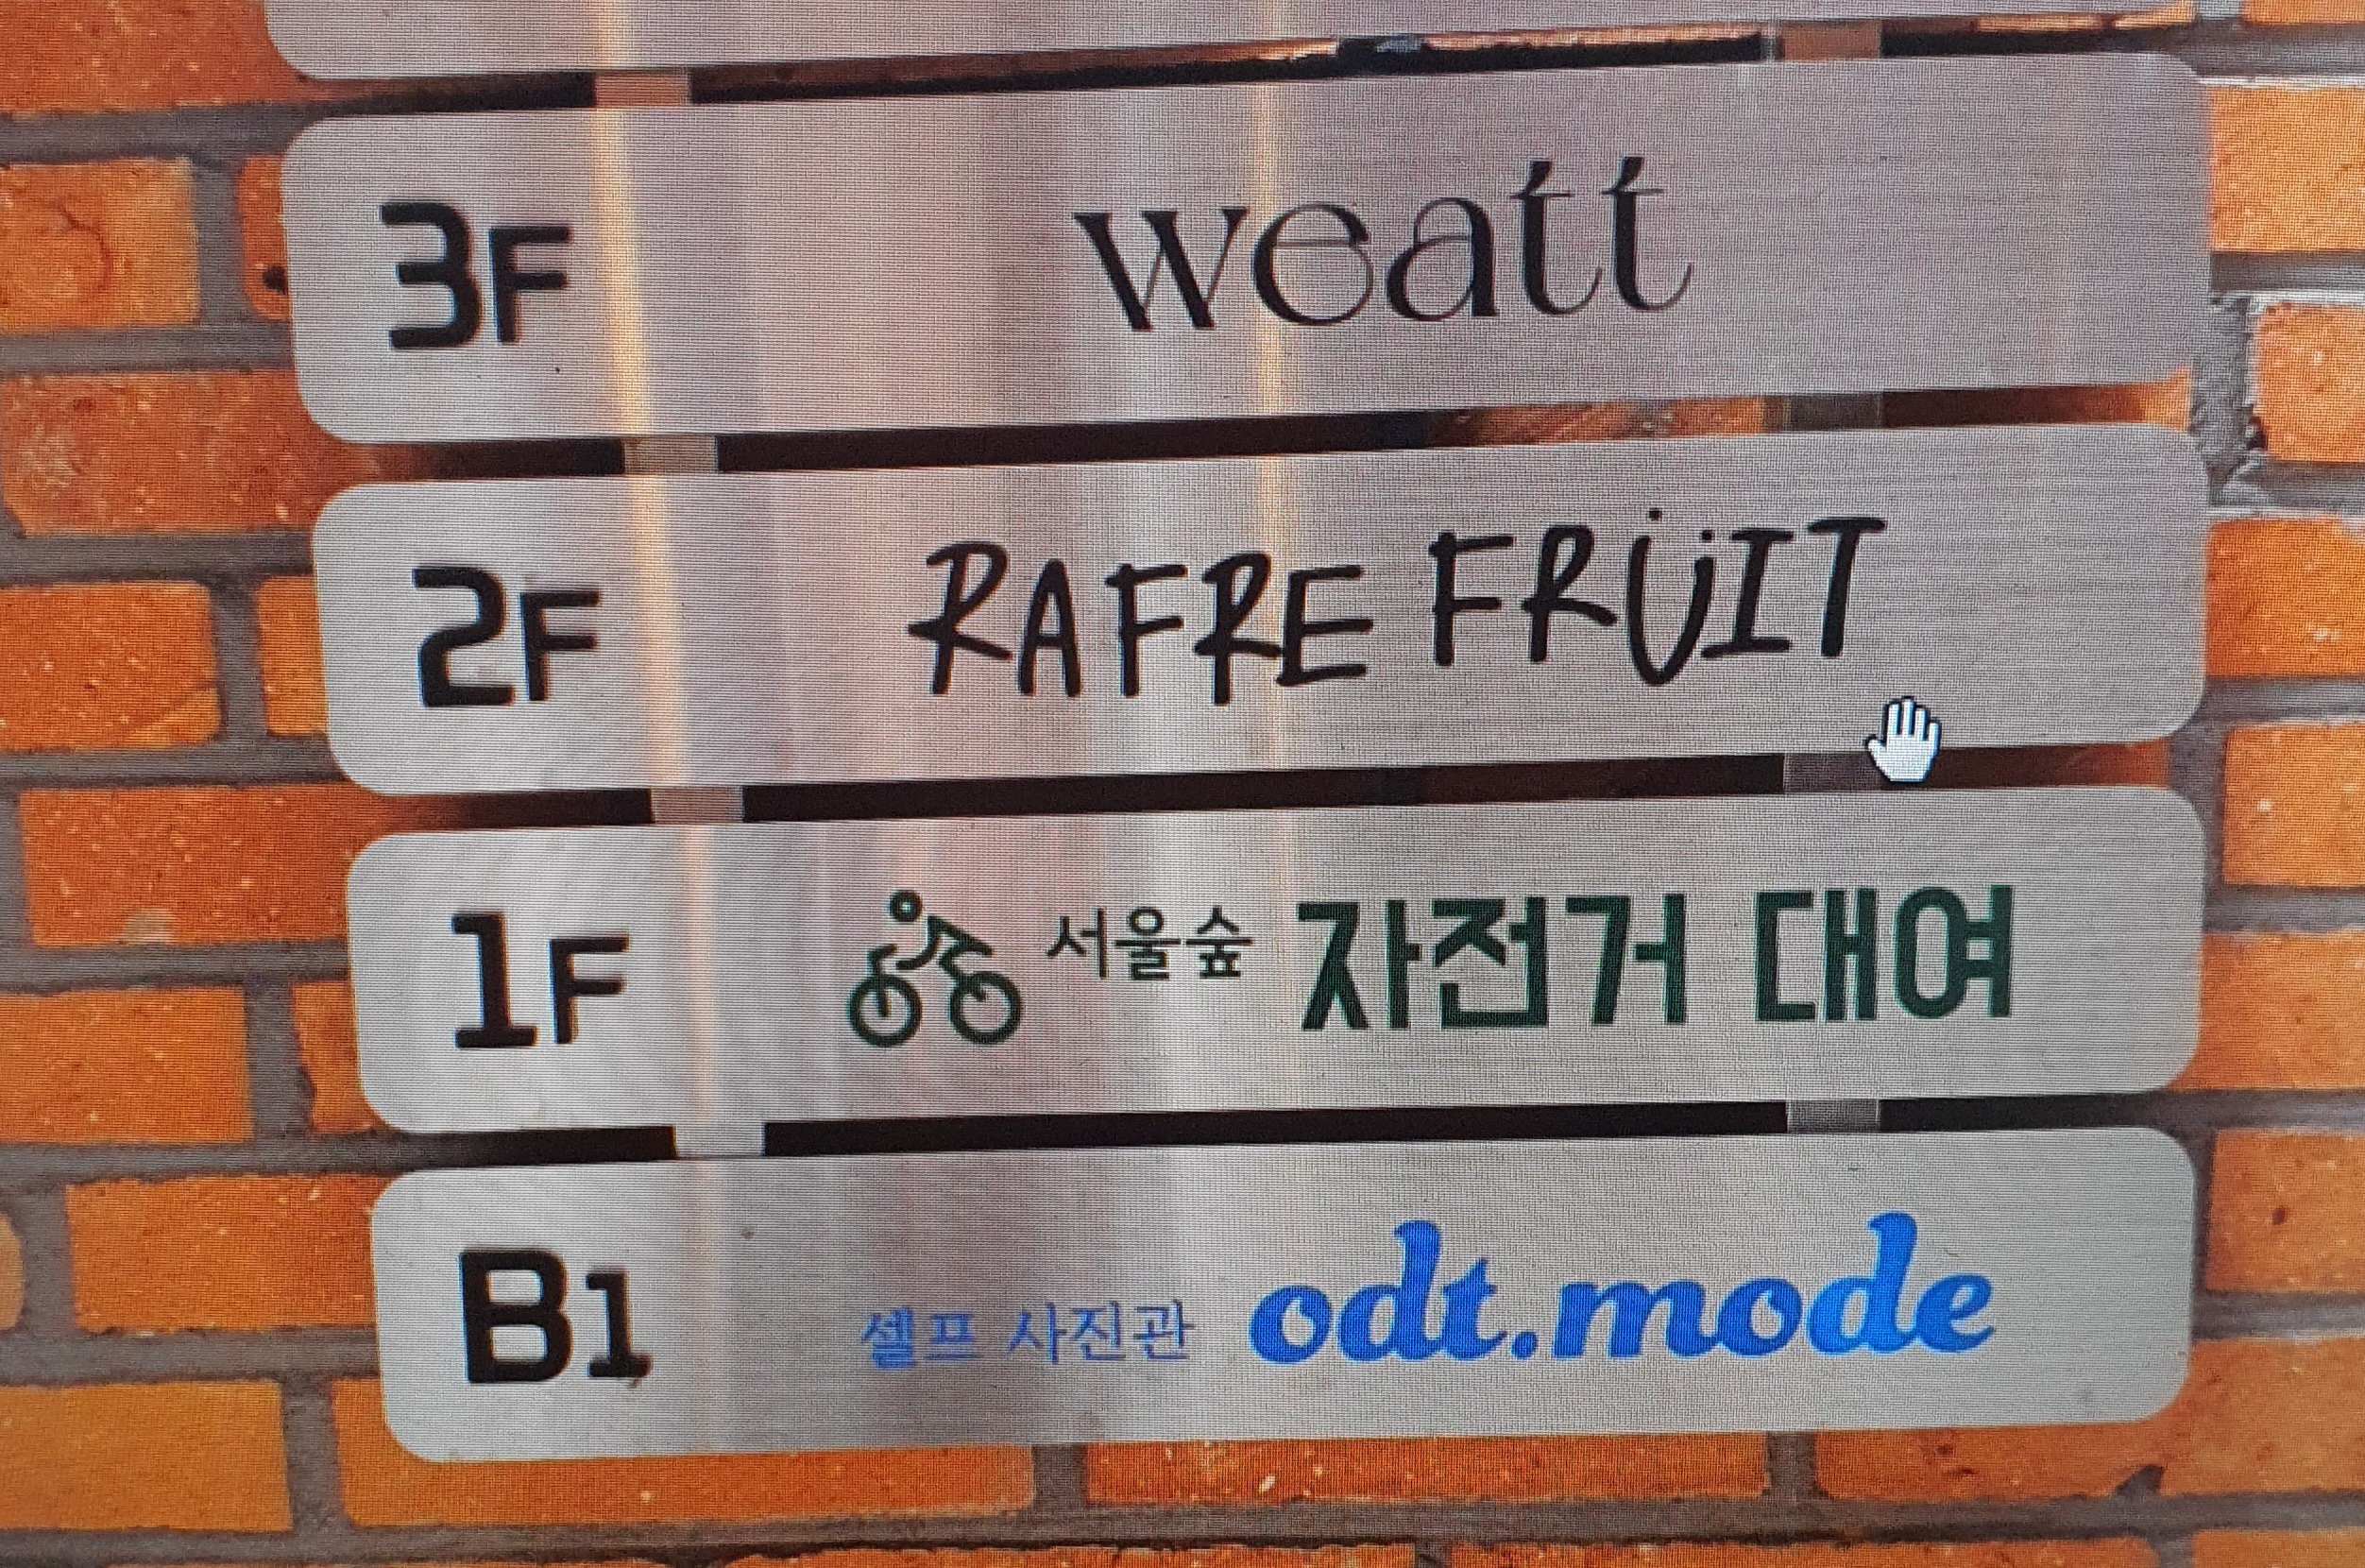 3F weatt
2F RAFRE FRÜIT
1F 서울숲 자전거 대여
B1 셀프 사진관 odt.mode